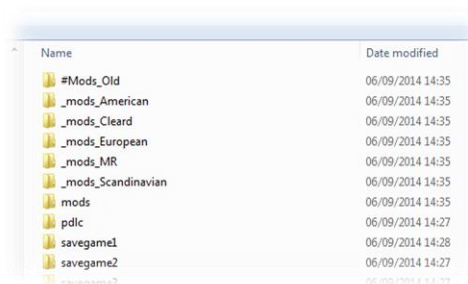 Name Date modified
#Mods_Old 06/09/2014 14:35
_mods_American 06/09/2014 14:35
_mods_Cleard 06/09/2014 14:35
_mods_European 06/09/2014 14:35
_mods_MR 06/09/2014 14:35
_mods_Scandinavian 06/09/2014 14:35
mods 06/09/2014 14:35
pdlc 06/09/2014 14:27
savegame1 06/09/2014 14:28
savegame2 06/09/2014 14:27